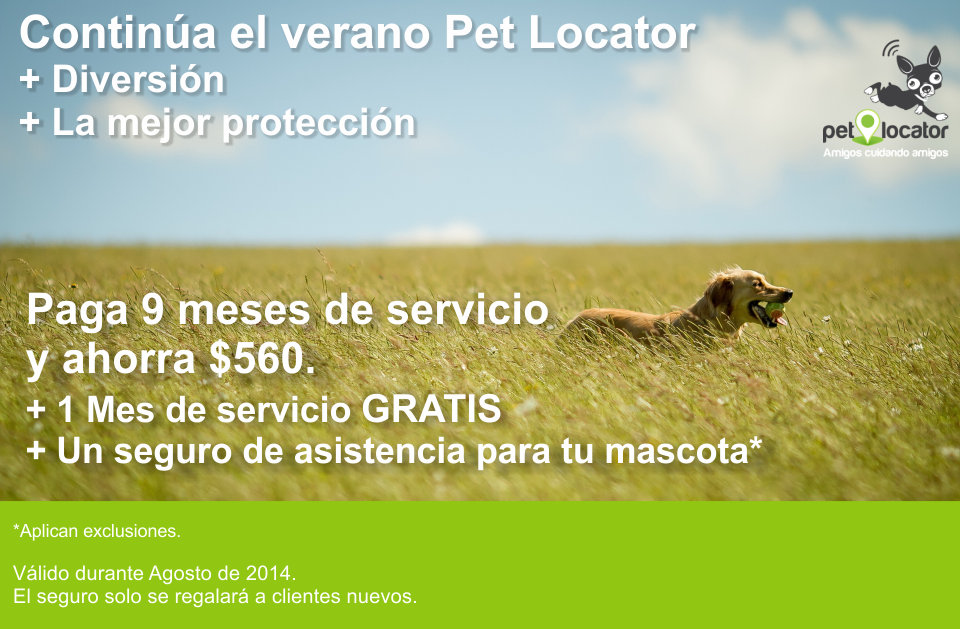 Continúa el verano Pet Locator
+ Diversión
+ La mejor protección
pet locator
Amigos cuidando amigos
Paga 9 meses de servicio
y ahorra $560.
+ 1 Mes de servicio GRATIS
+ Un seguro de asistencia para tu mascota*
*Aplican exclusiones.
Válido durante Agosto de 2014.
El seguro solo se regalará a clientes nuevos.